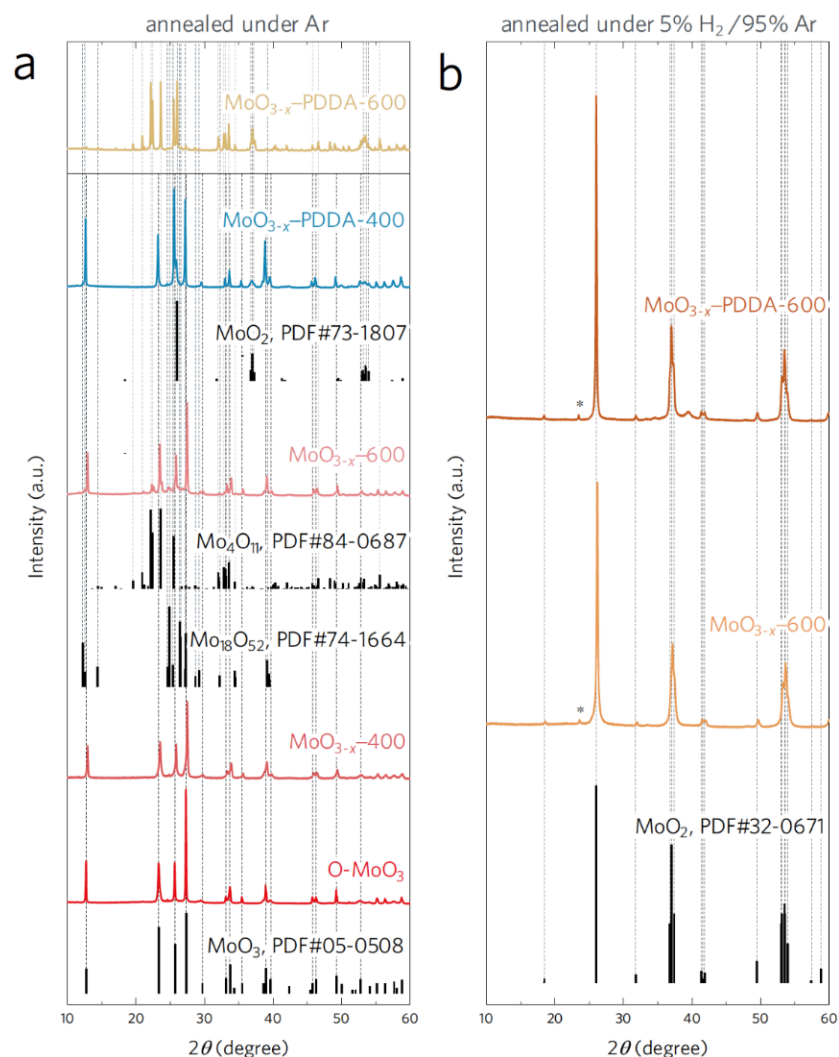 annealed under Ar
a
MoO₃₋ₓ–PDDA-600
MoO₃₋ₓ–PDDA-400
MoO₂, PDF#73-1807
MoO₃₋ₓ–600
Mo₄O₁₁, PDF#84-0687
Mo₁₈O₅₂, PDF#74-1664
MoO₃₋ₓ–400
O-MoO₃
MoO₃, PDF#05-0508
Intensity (a.u.)
10 20 30 40 50 60
2θ (degree)
annealed under 5% H₂/95% Ar
b
MoO₃₋ₓ–PDDA-600
*
MoO₃₋ₓ–600
*
MoO₂, PDF#32-0671
Intensity (a.u.)
10 20 30 40 50 60
2θ (degree)